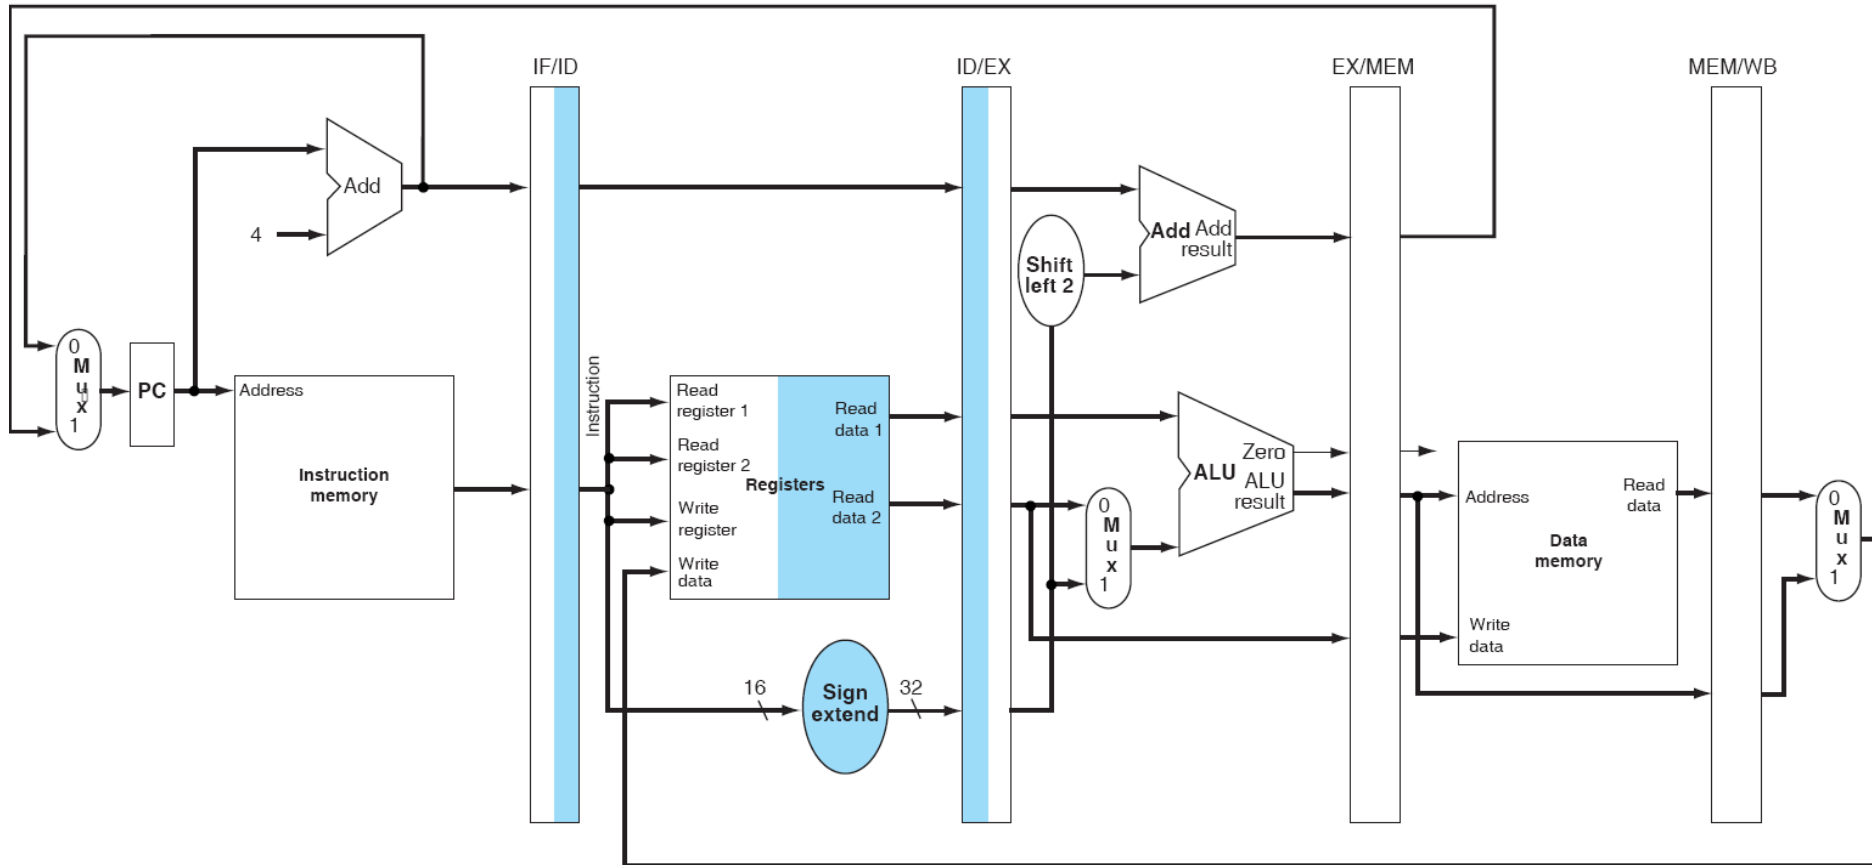 IF/ID
ID/EX
EX/MEM
MEM/WB
Add
4
Add Add
result
Shift
left 2
0
M
u
x
1
PC
Address
Instruction
memory
Instruction
Read
register 1
Read
register 2
Write
register
Write
data
Registers
Read
data 1
Read
data 2
16
Sign
extend
32
0
M
u
x
1
Zero
ALU
ALU
result
Address
Read
data
Data
memory
Write
data
0
M
u
x
1